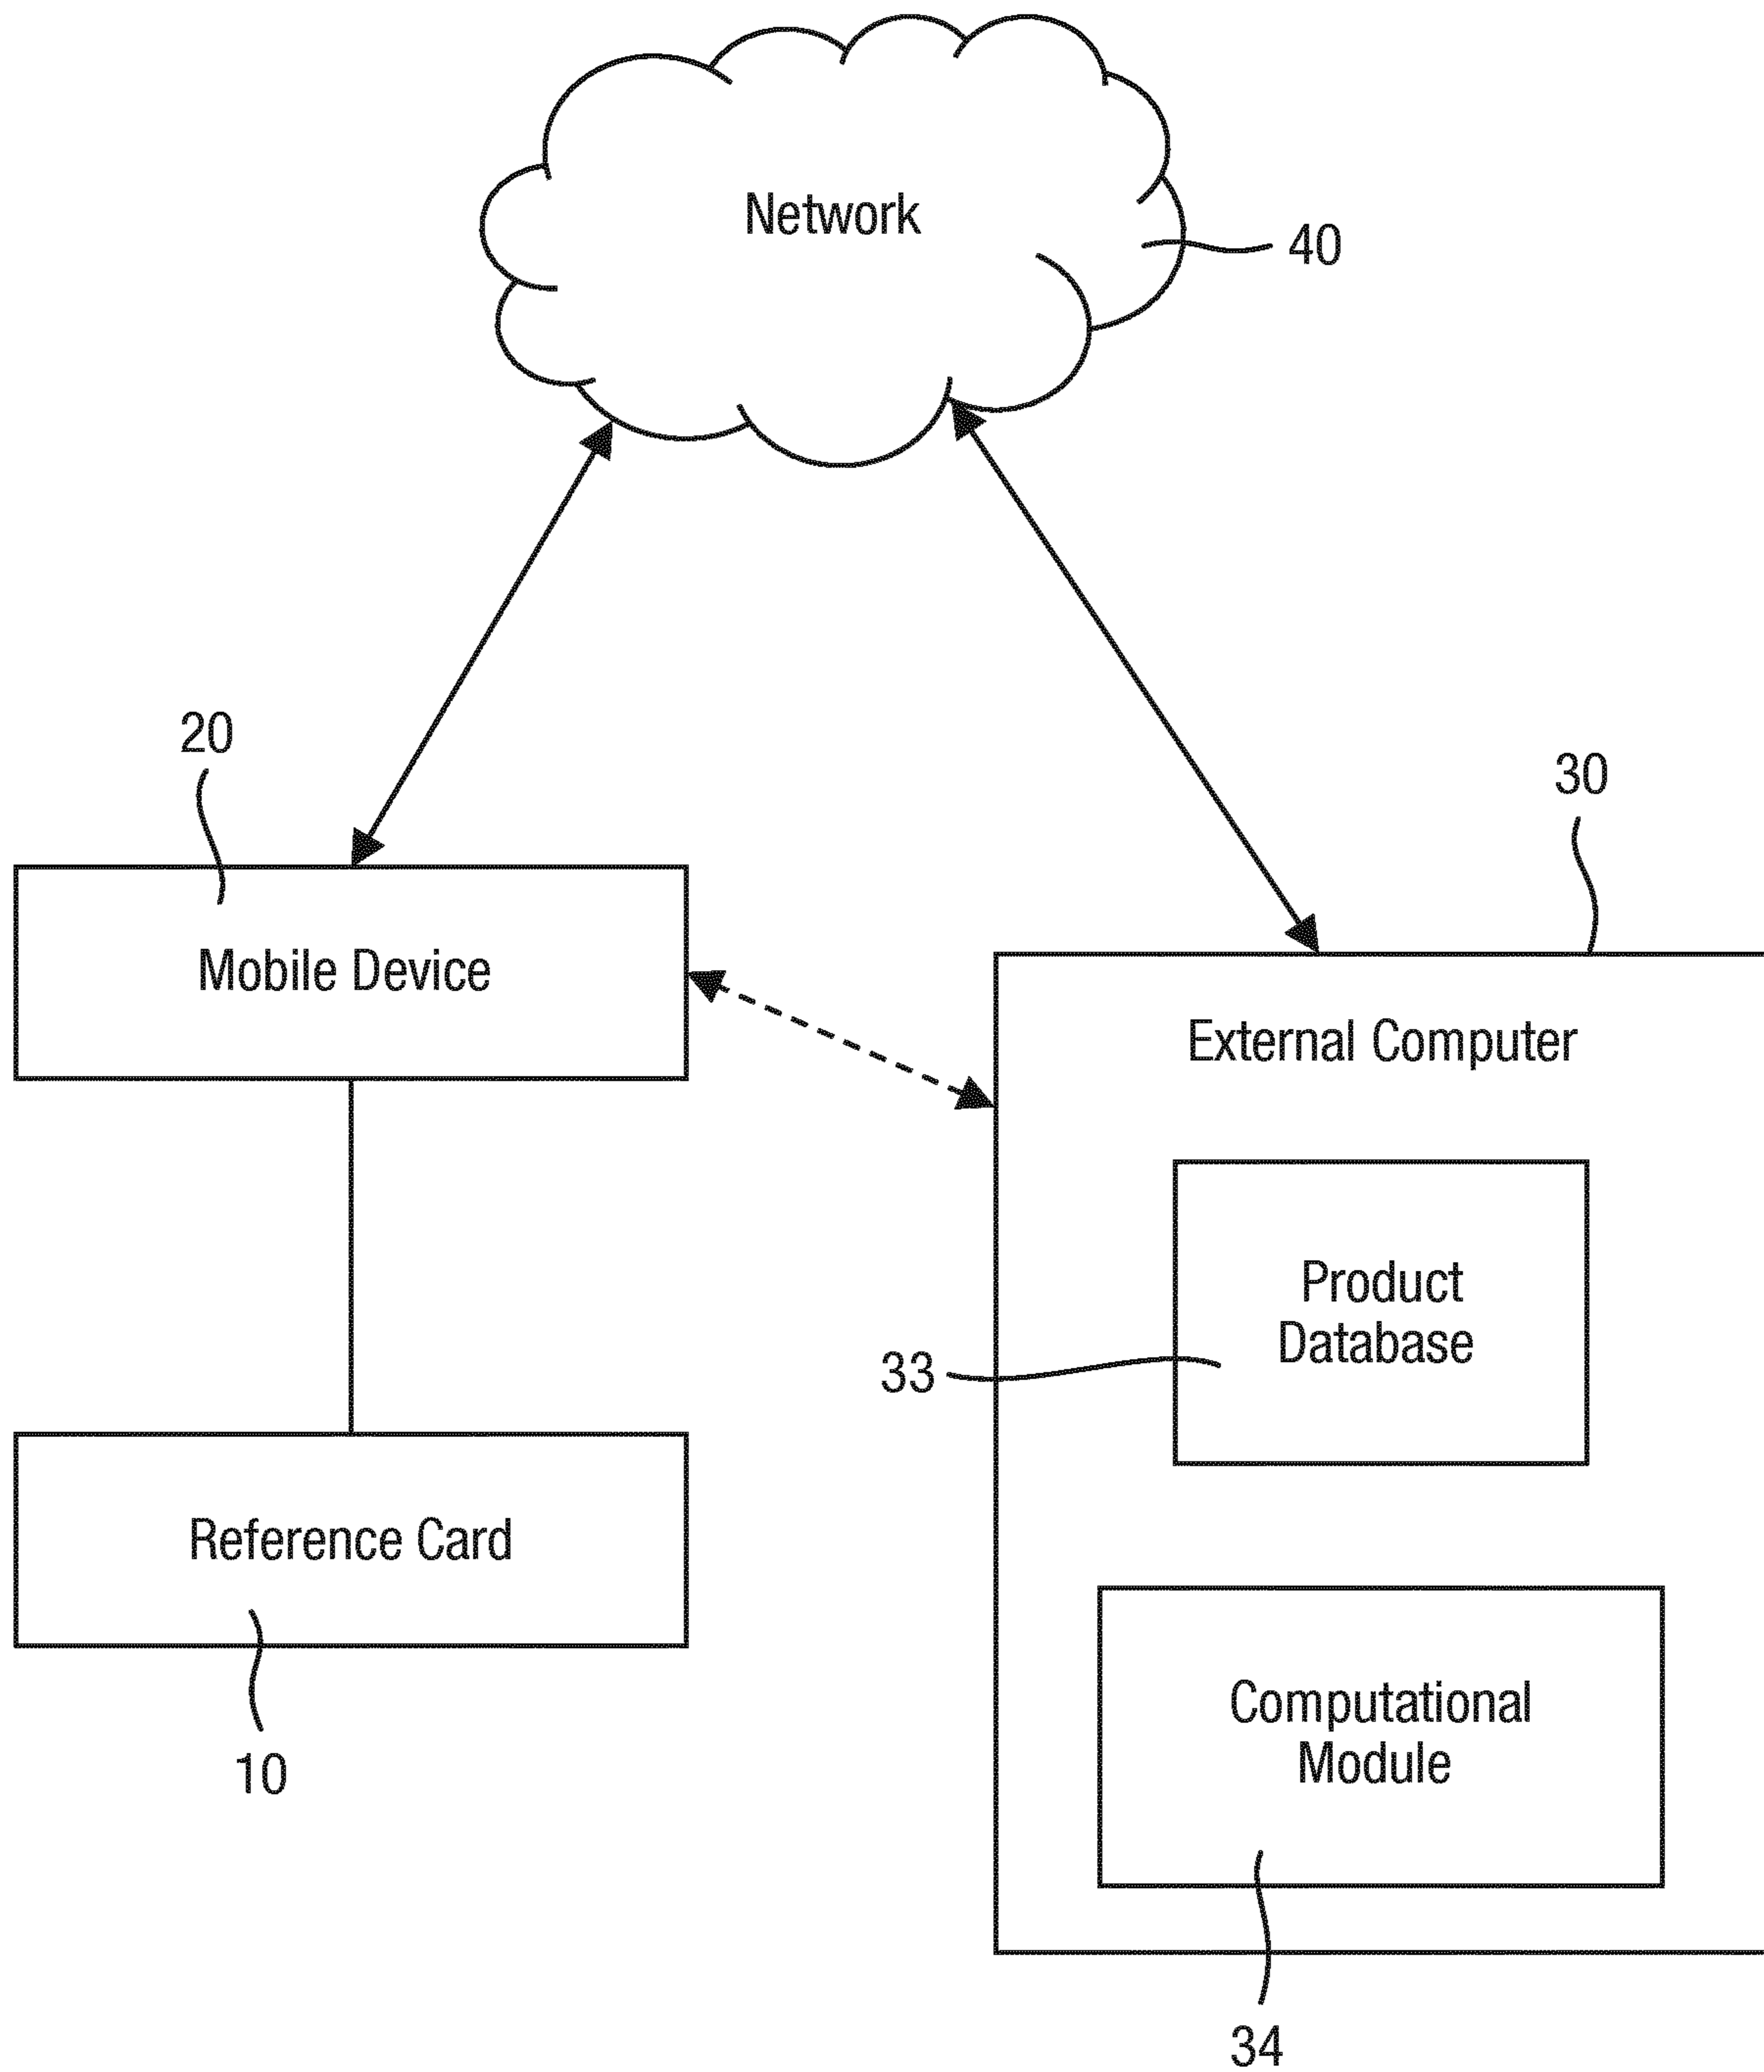 Network
40
20
30
Mobile Device
External Computer
Product
Database
33
Reference Card
Computational
Module
10
34